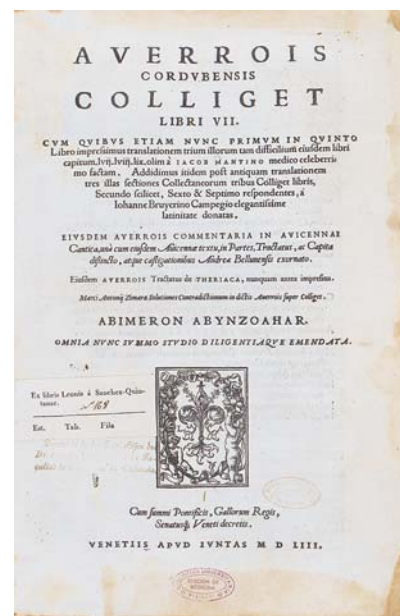 AVERROIS
CORDVBENSIS
COLLIGET
LIBRI VII.
CVM QVIBVS ETIAM NVNC PRIMVM IN QVINTO
Libro impressimus translationem trium illorum tam difficilium eiusdem libri
capitum. lvij. lviij. lix. olim à IACOB MANTINO medico celeberri
mo factam. Addidimus itidem post antiquam translationem
tres illas sectiones Collectaneorum tribus Colliget libris,
Secundo scilicet, Sexto & Septimo respondentes, à
Iohanne Bruyerino Campegio elegantissime
latinitate donatas.
EIVSDEM AVERROIS COMMENTARIA IN AVICENNAE
Cantica, unà cum eiusdem Auicennae textu, in Partes, Tractatus, ac Capita
distincto, atque castigationibus Andreae Bellunensis exornato.
Eiusdem AVERROIS Tractatus de THERIACA, nunquam antea impressus.
Marci Antonij Zimarae Solutiones Contradictionum in dictis Auerrois super Colliget.
ABIMERON ABYNZOAHAR.
OMNIA NVNC SVMMO STVDIO DILIGENTIAQVE EMENDATA.
Ex libris Leonis à Sanchez-Quin-
tanar. nº 168
Est. Tab. Fila
Cum summi Pontificis, Gallorum Regis,
Senatusq; Veneti decretis.
VENETIIS APVD IVNTAS M D LIII.